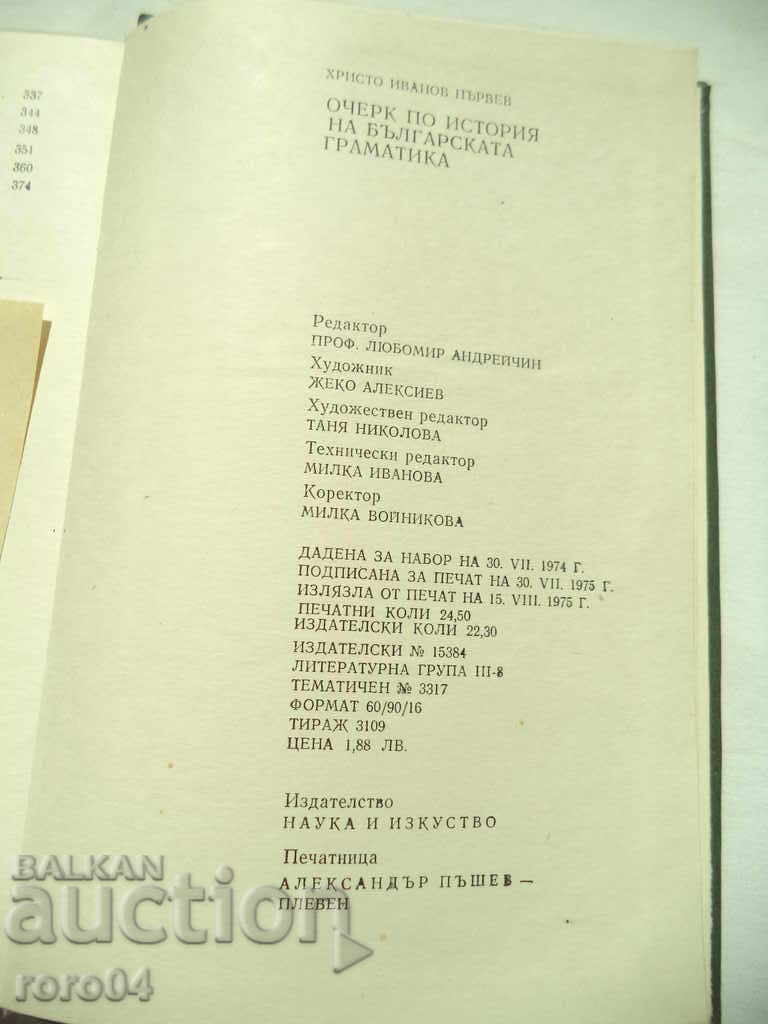 337
344
348
351
360
374
ХРИСТО ИВАНОВ ПЪРВЕВ
ОЧЕРК ПО ИСТОРИЯ
НА БЪЛГАРСКАТА
ГРАМАТИКА
Редактор
ПРОФ. ЛЮБОМИР АНДРЕЙЧИН
Художник
ЖЕКО АЛЕКСИЕВ
Художествен редактор
ТАНЯ НИКОЛОВА
Технически редактор
МИЛКА ИВАНОВА
Коректор
МИЛКА ВОЙНИКОВА
ДАДЕНА ЗА НАБОР НА 30. VII. 1974 Г.
ПОДПИСАНА ЗА ПЕЧАТ НА 30. VII. 1975 Г.
ИЗЛЯЗЛА ОТ ПЕЧАТ НА 15. VIII. 1975 Г.
ПЕЧАТНИ КОЛИ 24,50
ИЗДАТЕЛСКИ КОЛИ 22,30
ИЗДАТЕЛСКИ № 15384
ЛИТЕРАТУРНА ГРУПА III-8
ТЕМАТИЧЕН № 3317
ФОРМАТ 60/90/16
ТИРАЖ 3109
ЦЕНА 1,88 ЛВ.
Издателство
НАУКА И ИЗКУСТВО
Печатница
АЛЕКСАНДЪР ПЪШЕВ —
ПЛЕВЕН
BALKAN
auction
roro04